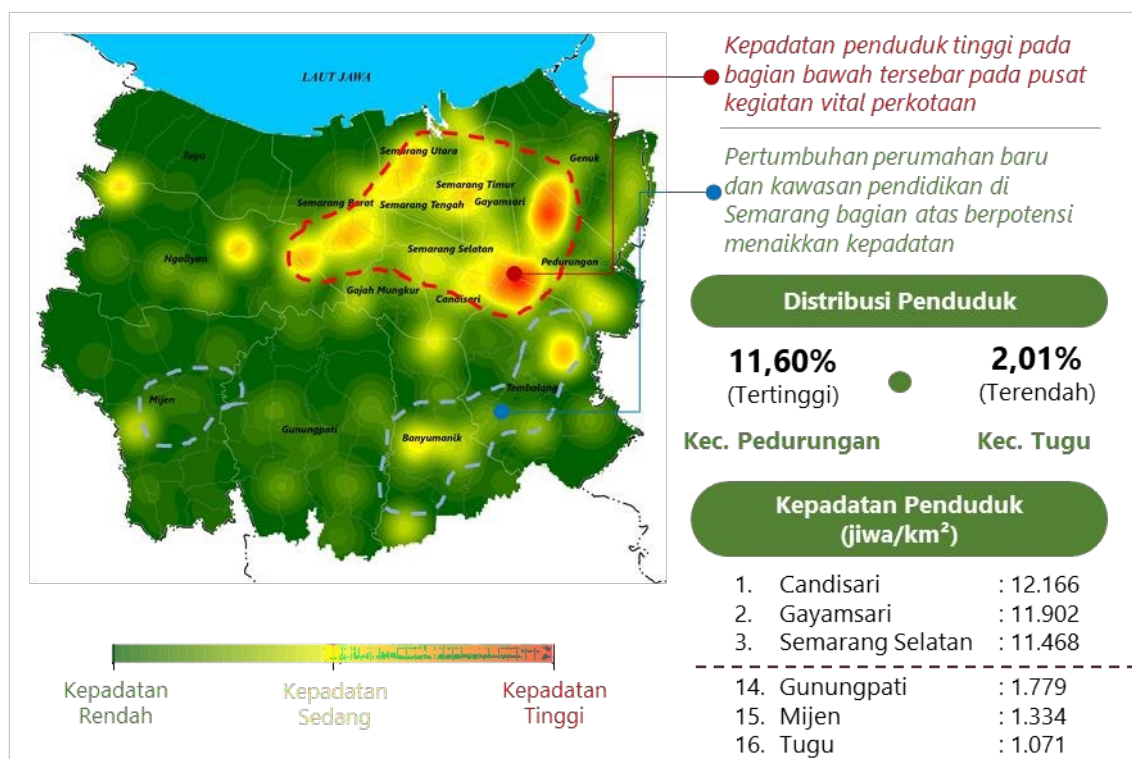 LAUT JAWA
Tugu
Semarang Utara
Genuk
Semarang Timur
Semarang Barat
Semarang Tengah
Gayamsari
Ngaliyan
Semarang Selatan
Pedurungan
Gajah Mungkur
Candisari
Mijen
Tembalang
Gunungpati
Banyumanik
Kepadatan
Rendah
Kepadatan
Sedang
Kepadatan
Tinggi
Kepadatan penduduk tinggi pada
bagian bawah tersebar pada pusat
kegiatan vital perkotaan
Pertumbuhan perumahan baru
dan kawasan pendidikan di
Semarang bagian atas berpotensi
menaikkan kepadatan
Distribusi Penduduk
11,60%
(Tertinggi)
Kec. Pedurungan
2,01%
(Terendah)
Kec. Tugu
Kepadatan Penduduk
(jiwa/km²)
1. Candisari : 12.166
2. Gayamsari : 11.902
3. Semarang Selatan : 11.468
14. Gunungpati : 1.779
15. Mijen : 1.334
16. Tugu : 1.071